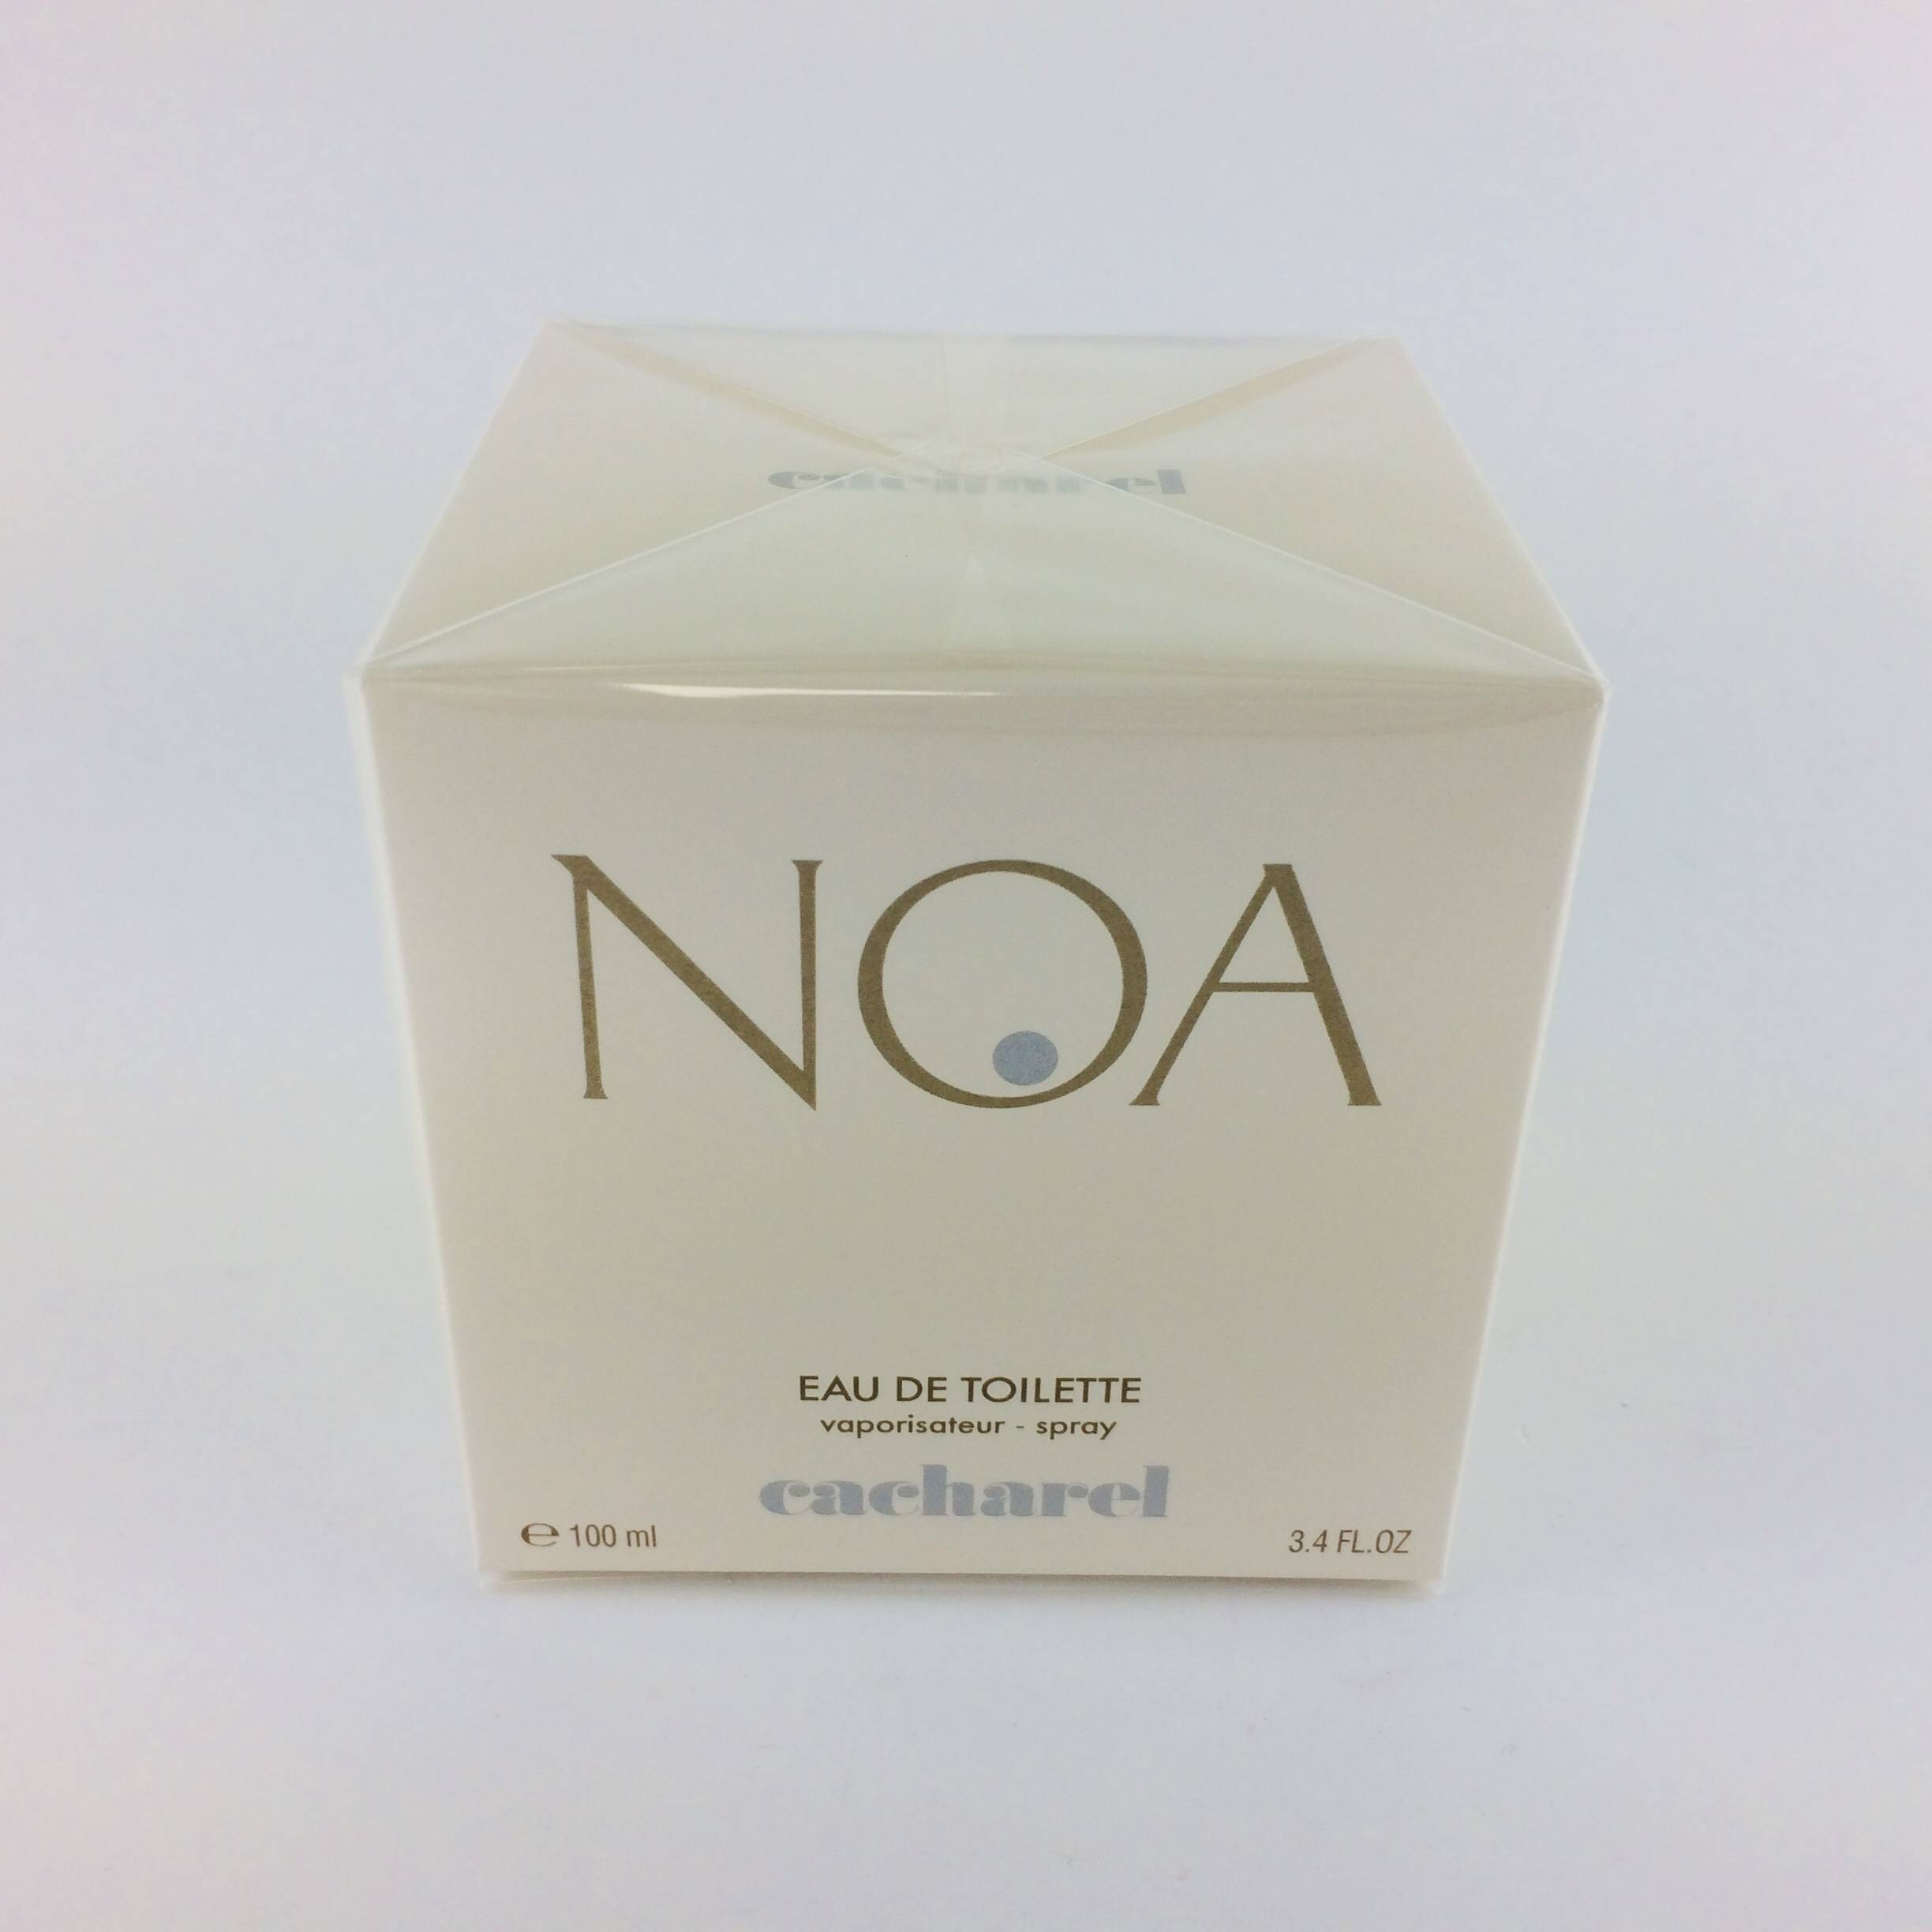 cacharel
NOA
EAU DE TOILETTE
vaporisateur - spray
cacharel
℮ 100 ml
3.4 FL.OZ